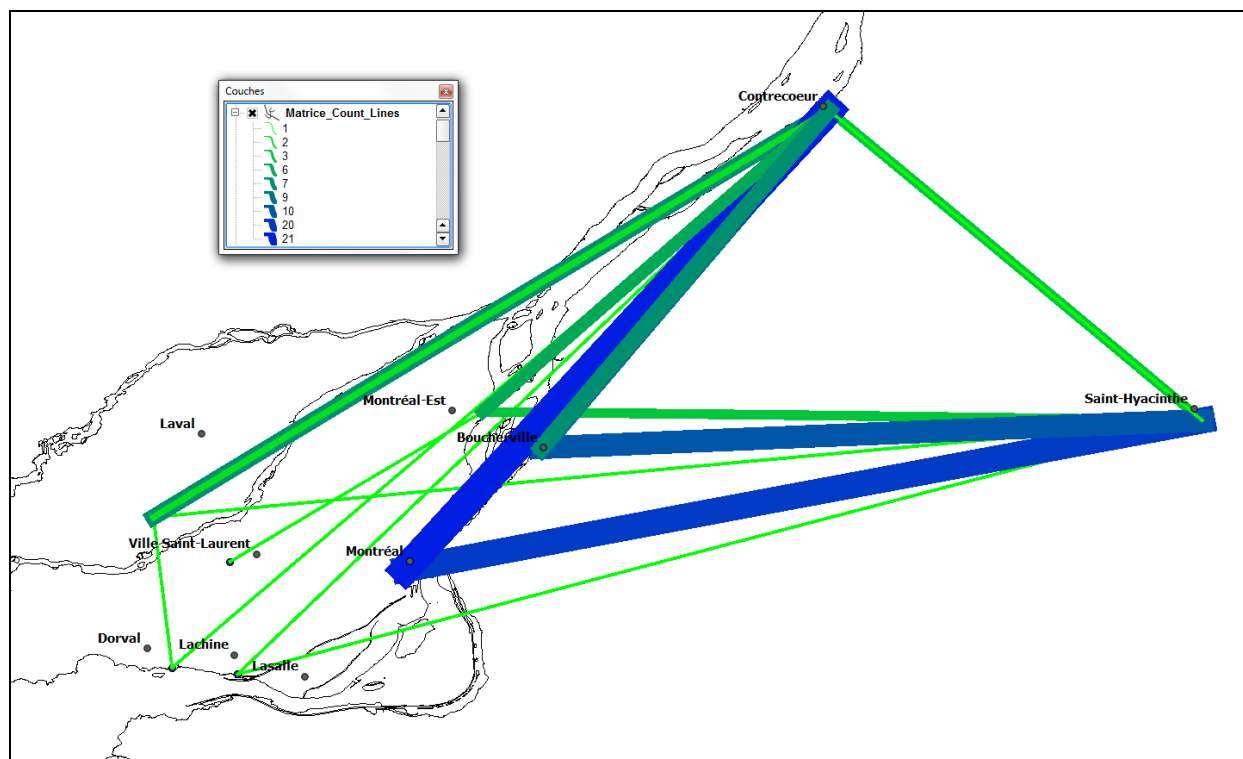 Couches
Matrice_Count_Lines
1
2
3
6
7
9
10
20
21
Contrecoeur
Saint-Hyacinthe
Montréal-Est
Laval
Boucherville
Ville Saint-Laurent
Montréal
Dorval
Lachine
Lasalle